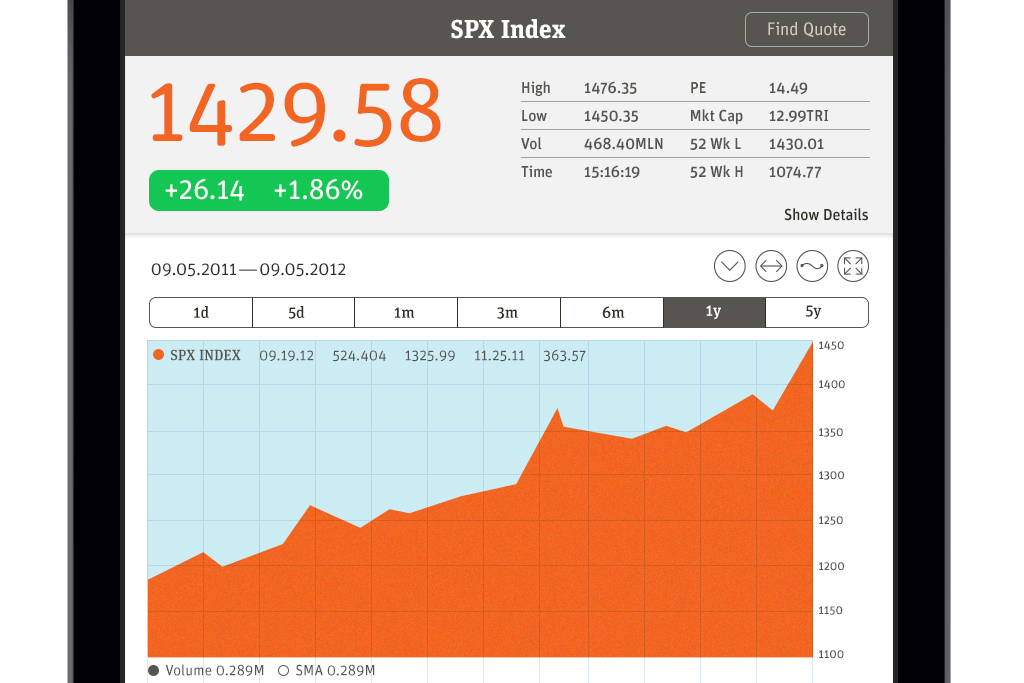 SPX Index
Find Quote
1429.58
+26.14 +1.86%
High 1476.35 PE 14.49
Low 1450.35 Mkt Cap 12.99TRI
Vol 468.40MLN 52 Wk L 1430.01
Time 15:16:19 52 Wk H 1074.77
Show Details
09.05.2011—09.05.2012
1d 5d 1m 3m 6m 1y 5y
SPX INDEX 09.19.12 524.404 1325.99 11.25.11 363.57
1450
1400
1350
1300
1250
1200
1150
1100
Volume 0.289M SMA 0.289M